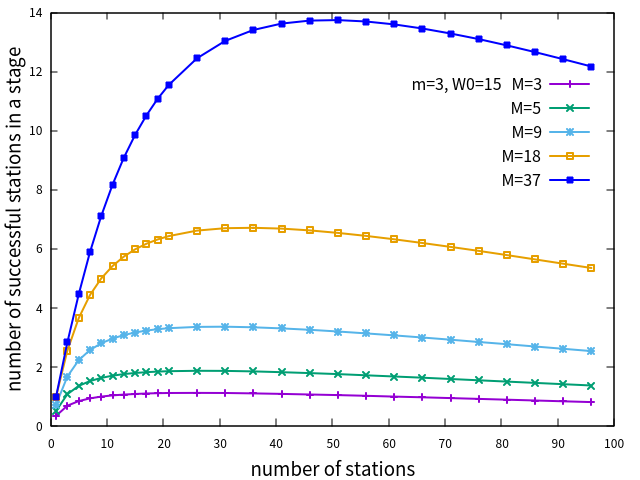 number of successful stations in a stage
14
12
10
8
6
4
2
0
m=3, W0=15 M=3
M=5
M=9
M=18
M=37
0 10 20 30 40 50 60 70 80 90 100
number of stations